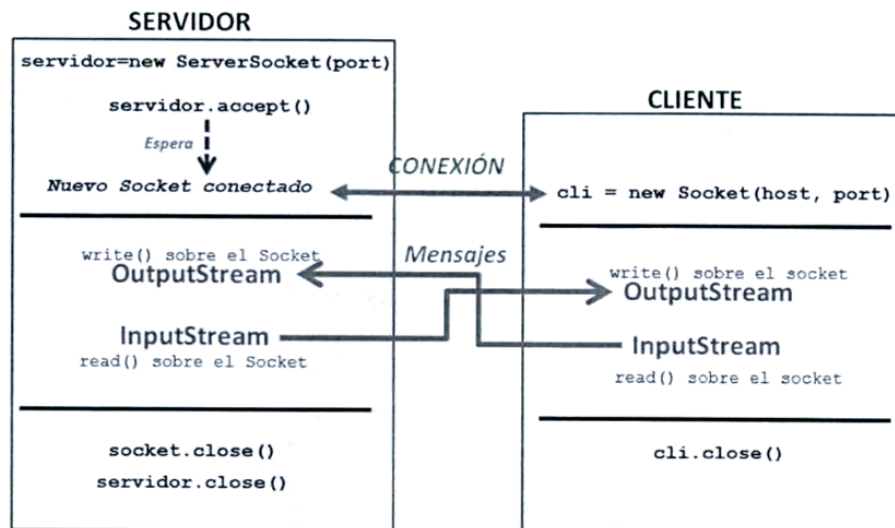 SERVIDOR
servidor=new ServerSocket(port)
servidor.accept()
Espera
Nuevo Socket conectado
write() sobre el Socket
OutputStream
InputStream
read() sobre el Socket
socket.close()
servidor.close()
CONEXIÓN
Mensajes
CLIENTE
cli = new Socket(host, port)
write() sobre el socket
OutputStream
InputStream
read() sobre el socket
cli.close()